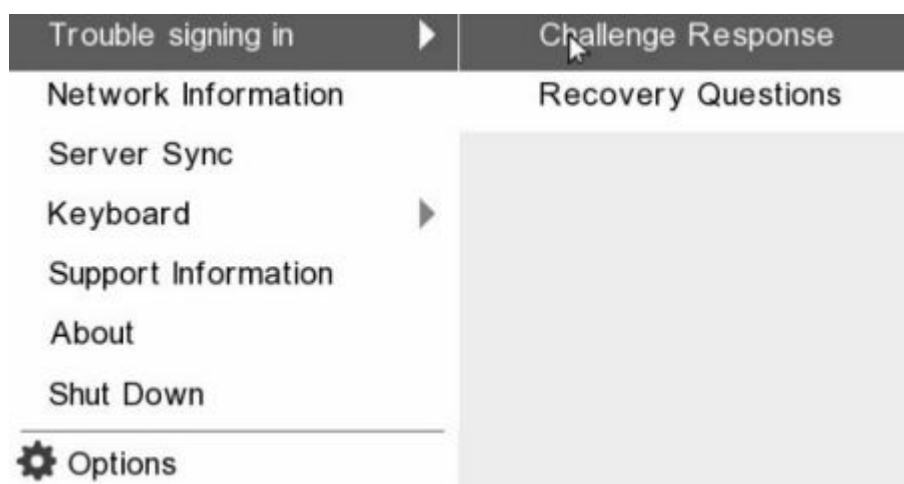 Trouble signing in
Challenge Response
Network Information
Recovery Questions
Server Sync
Keyboard
Support Information
About
Shut Down
Options